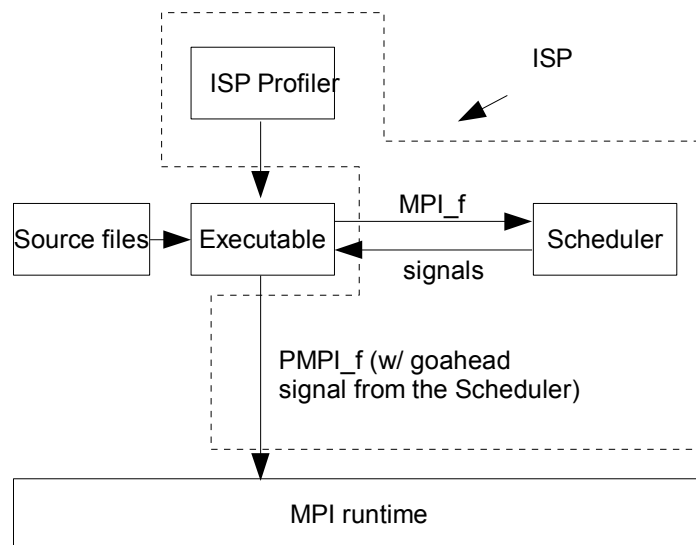 ISP
ISP Profiler
MPI_f
Source files
Executable
Scheduler
signals
PMPI_f (w/ goahead
signal from the Scheduler)
MPI runtime